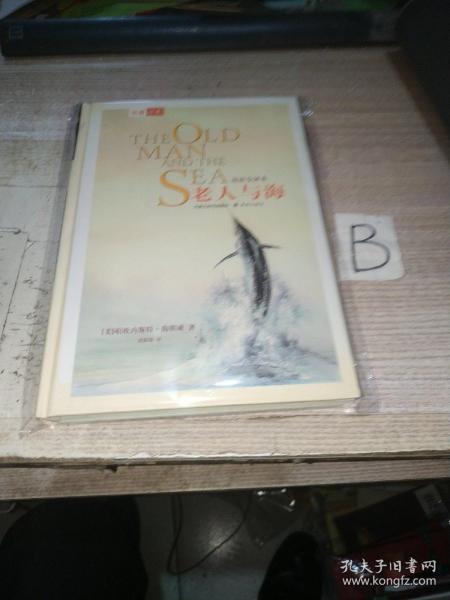 THE OLD
MAN
AND THE
SEA
老人与海
[美国]欧内斯特·海明威 著
B
孔夫子旧书网
www.kongfz.com